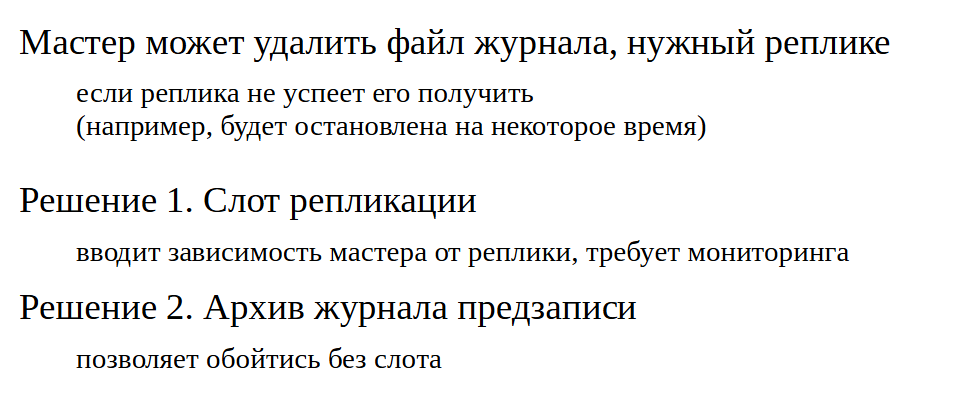 Мастер может удалить файл журнала, нужный реплике
если реплика не успеет его получить
(например, будет остановлена на некоторое время)
Решение 1. Слот репликации
вводит зависимость мастера от реплики, требует мониторинга
Решение 2. Архив журнала предзаписи
позволяет обойтись без слота